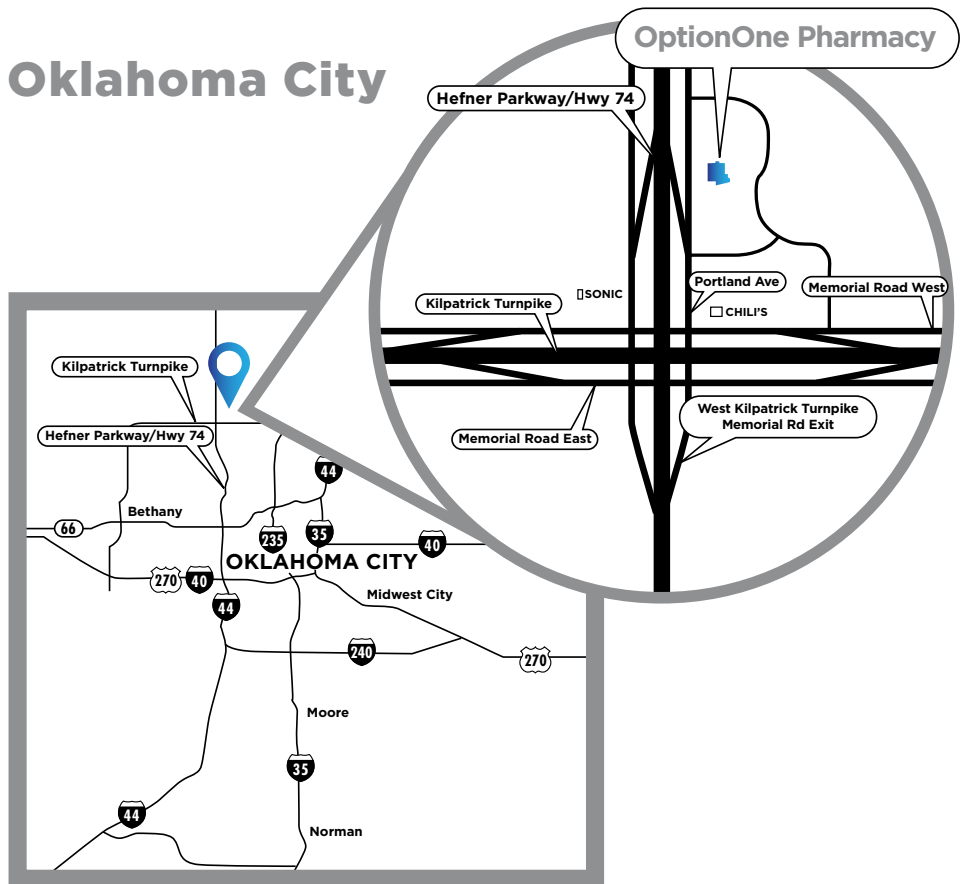 OptionOne Pharmacy
Oklahoma City
Hefner Parkway/Hwy 74
Portland Ave
Memorial Road West
SONIC
Kilpatrick Turnpike
CHILI'S
Kilpatrick Turnpike
West Kilpatrick Turnpike
Memorial Rd Exit
Hefner Parkway/Hwy 74
Memorial Road East
44
Bethany
66
235
35
40
OKLAHOMA CITY
270
40
Midwest City
44
240
270
Moore
35
44
Norman